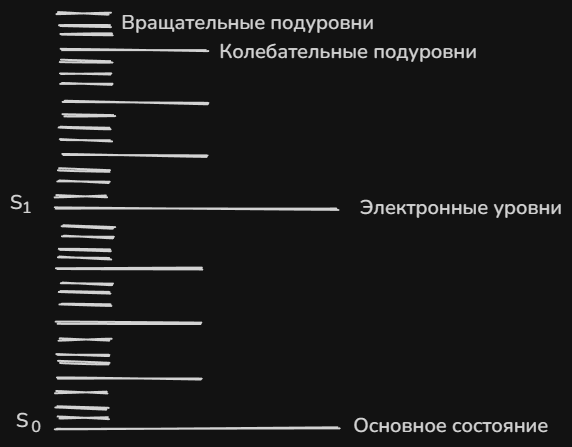 Вращательные подуровни
Колебательные подуровни
S₁
Электронные уровни
S₀
Основное состояние